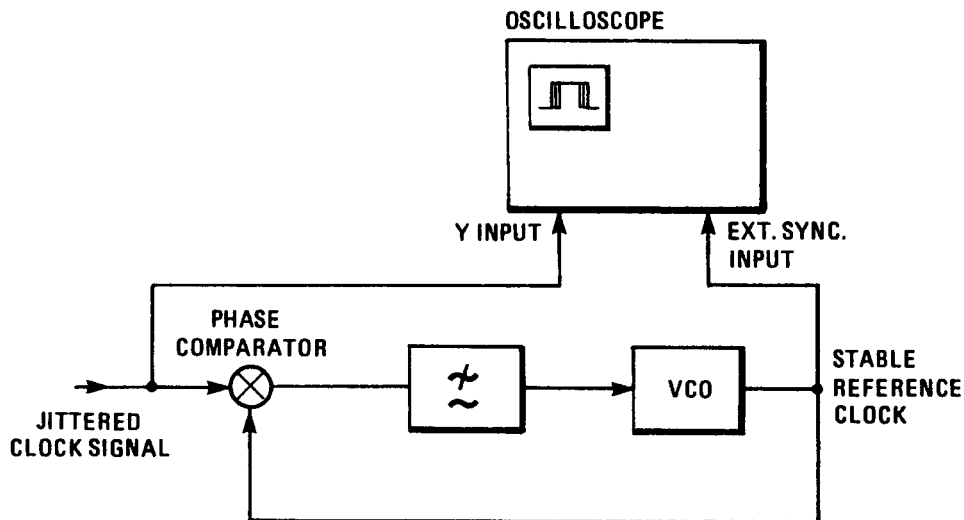 OSCILLOSCOPE
Y INPUT
EXT. SYNC.
INPUT
PHASE
COMPARATOR
VCO
STABLE
REFERENCE
CLOCK
JITTERED
CLOCK SIGNAL